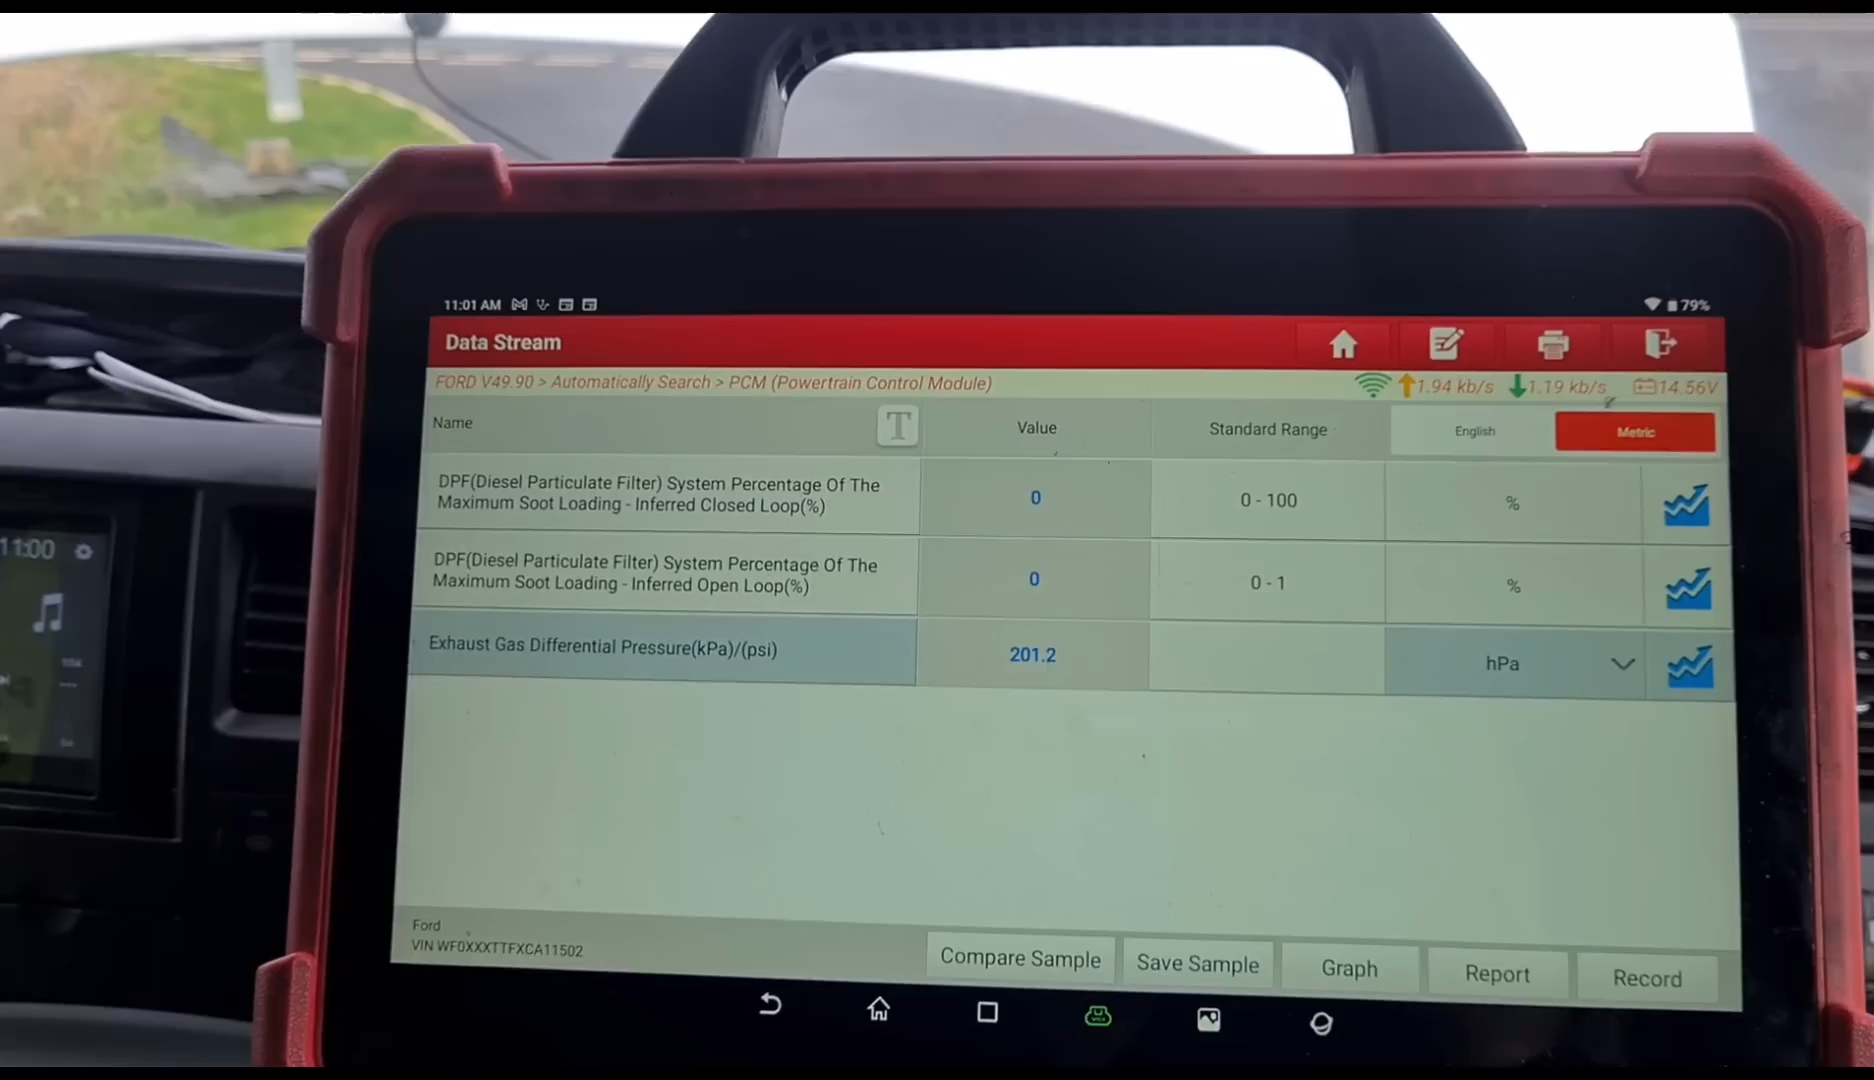 11:01 AM
79%
Data Stream
FORD V49.90 > Automatically Search > PCM (Powertrain Control Module)
1.94 kb/s
1.19 kb/s
14.56V
Name
T
Value
Standard Range
English
Metric
DPF(Diesel Particulate Filter) System Percentage Of The
Maximum Soot Loading - Inferred Closed Loop(%)
0
0 - 100
%
DPF(Diesel Particulate Filter) System Percentage Of The
Maximum Soot Loading - Inferred Open Loop(%)
0
0 - 1
%
Exhaust Gas Differential Pressure(kPa)/(psi)
201.2
hPa
11:00
Ford
VIN WF0XXXTTFXCA11502
Compare Sample
Save Sample
Graph
Report
Record